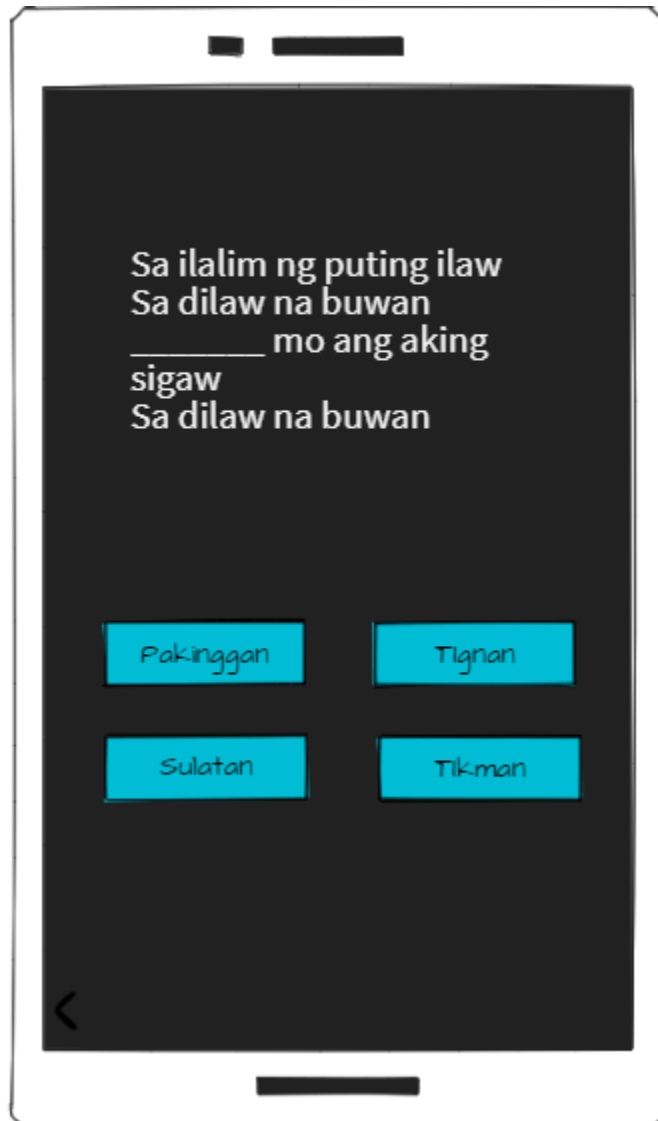 Sa ilalim ng puting ilaw
Sa dilaw na buwan
_______ mo ang aking
sigaw
Sa dilaw na buwan
Pakinggan
TIgnan
Sulatan
TIkman